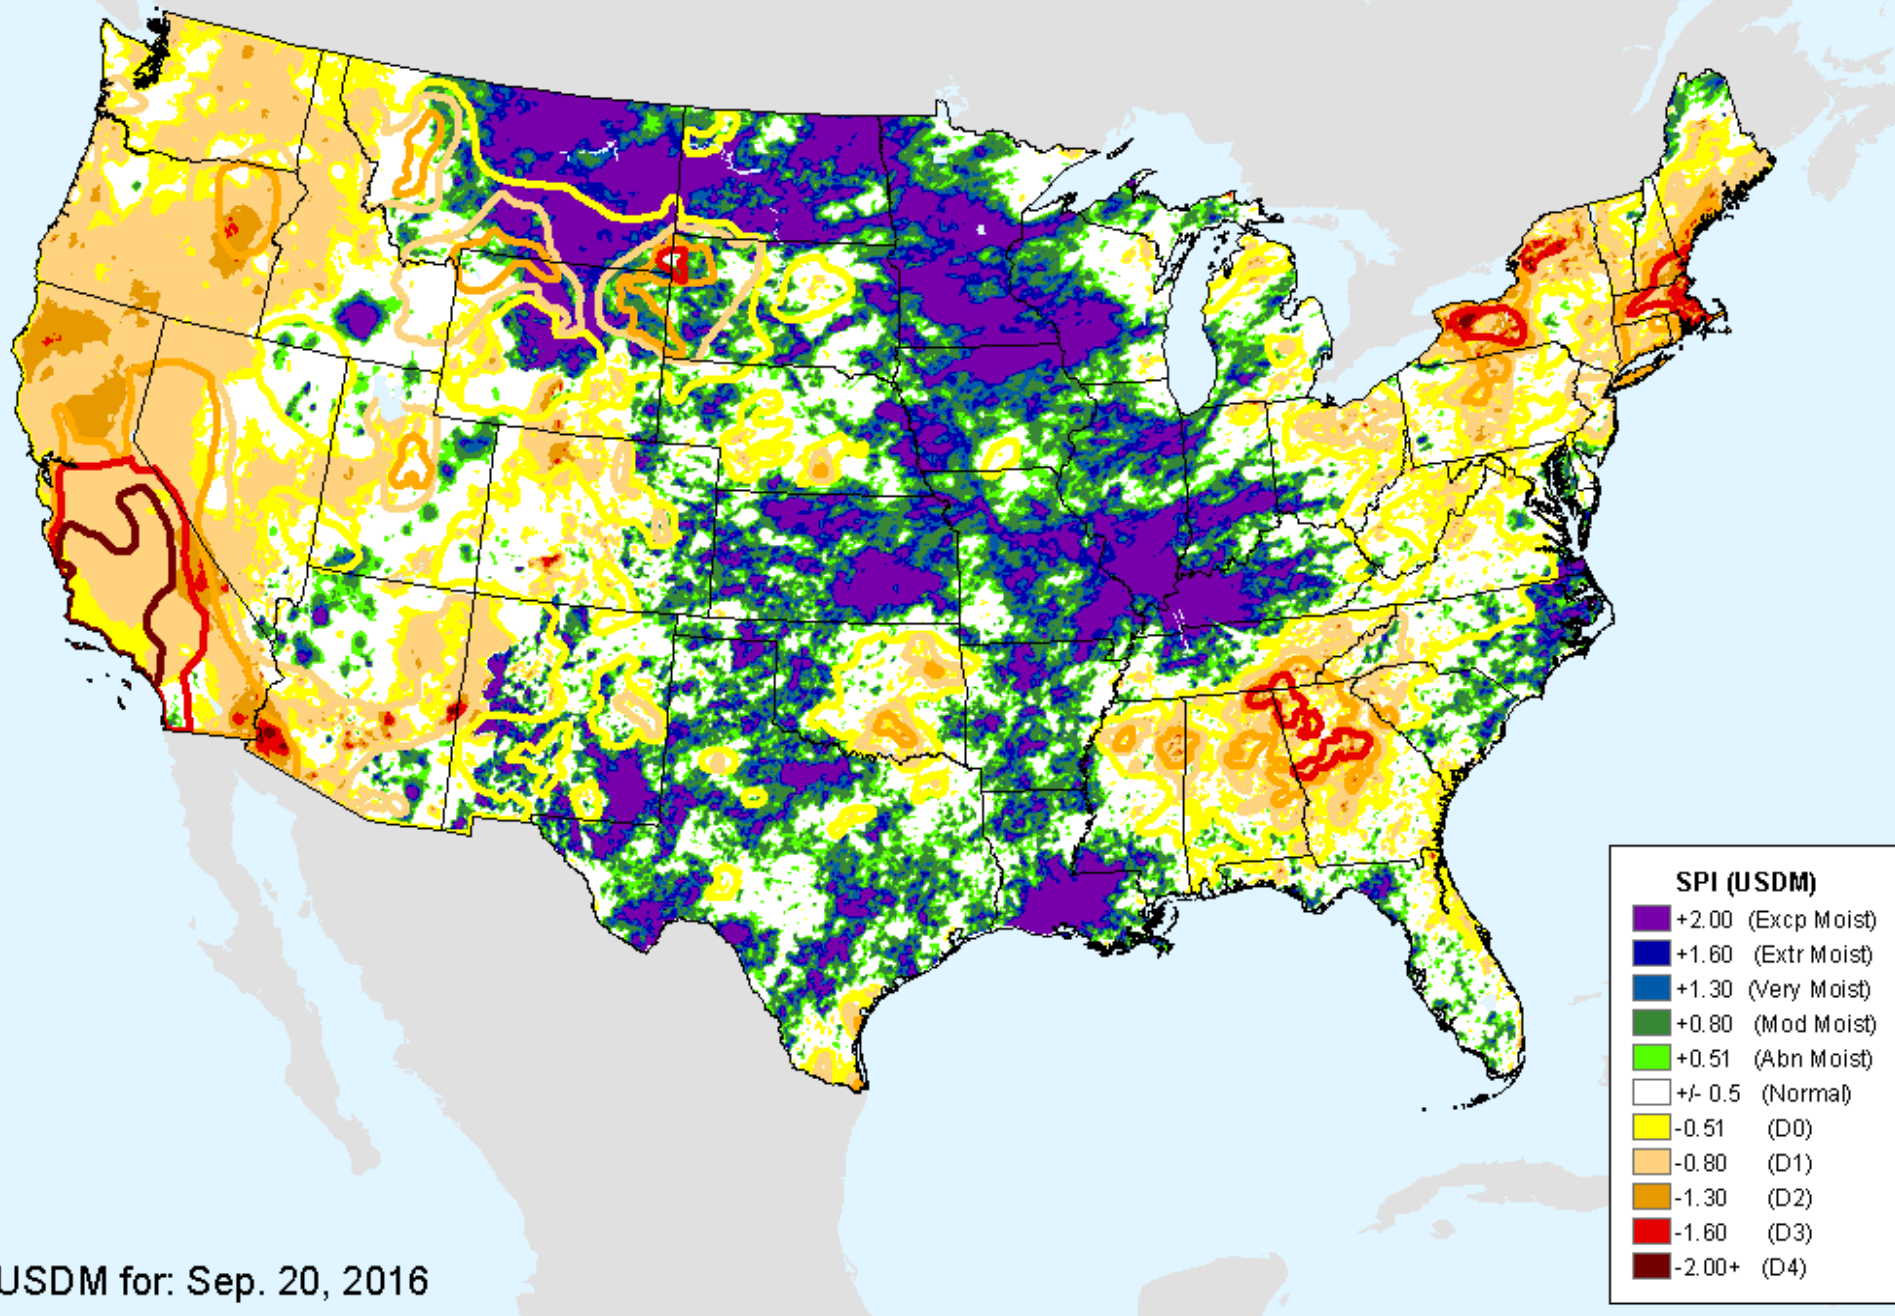 SPI (USDM)
+2.00 (Excp Moist)
+1.60 (Extr Moist)
+1.30 (Very Moist)
+0.80 (Mod Moist)
+0.51 (Abn Moist)
+/- 0.5 (Normal)
-0.51 (D0)
-0.80 (D1)
-1.30 (D2)
-1.60 (D3)
-2.00+ (D4)
USDM for: Sep. 20, 2016